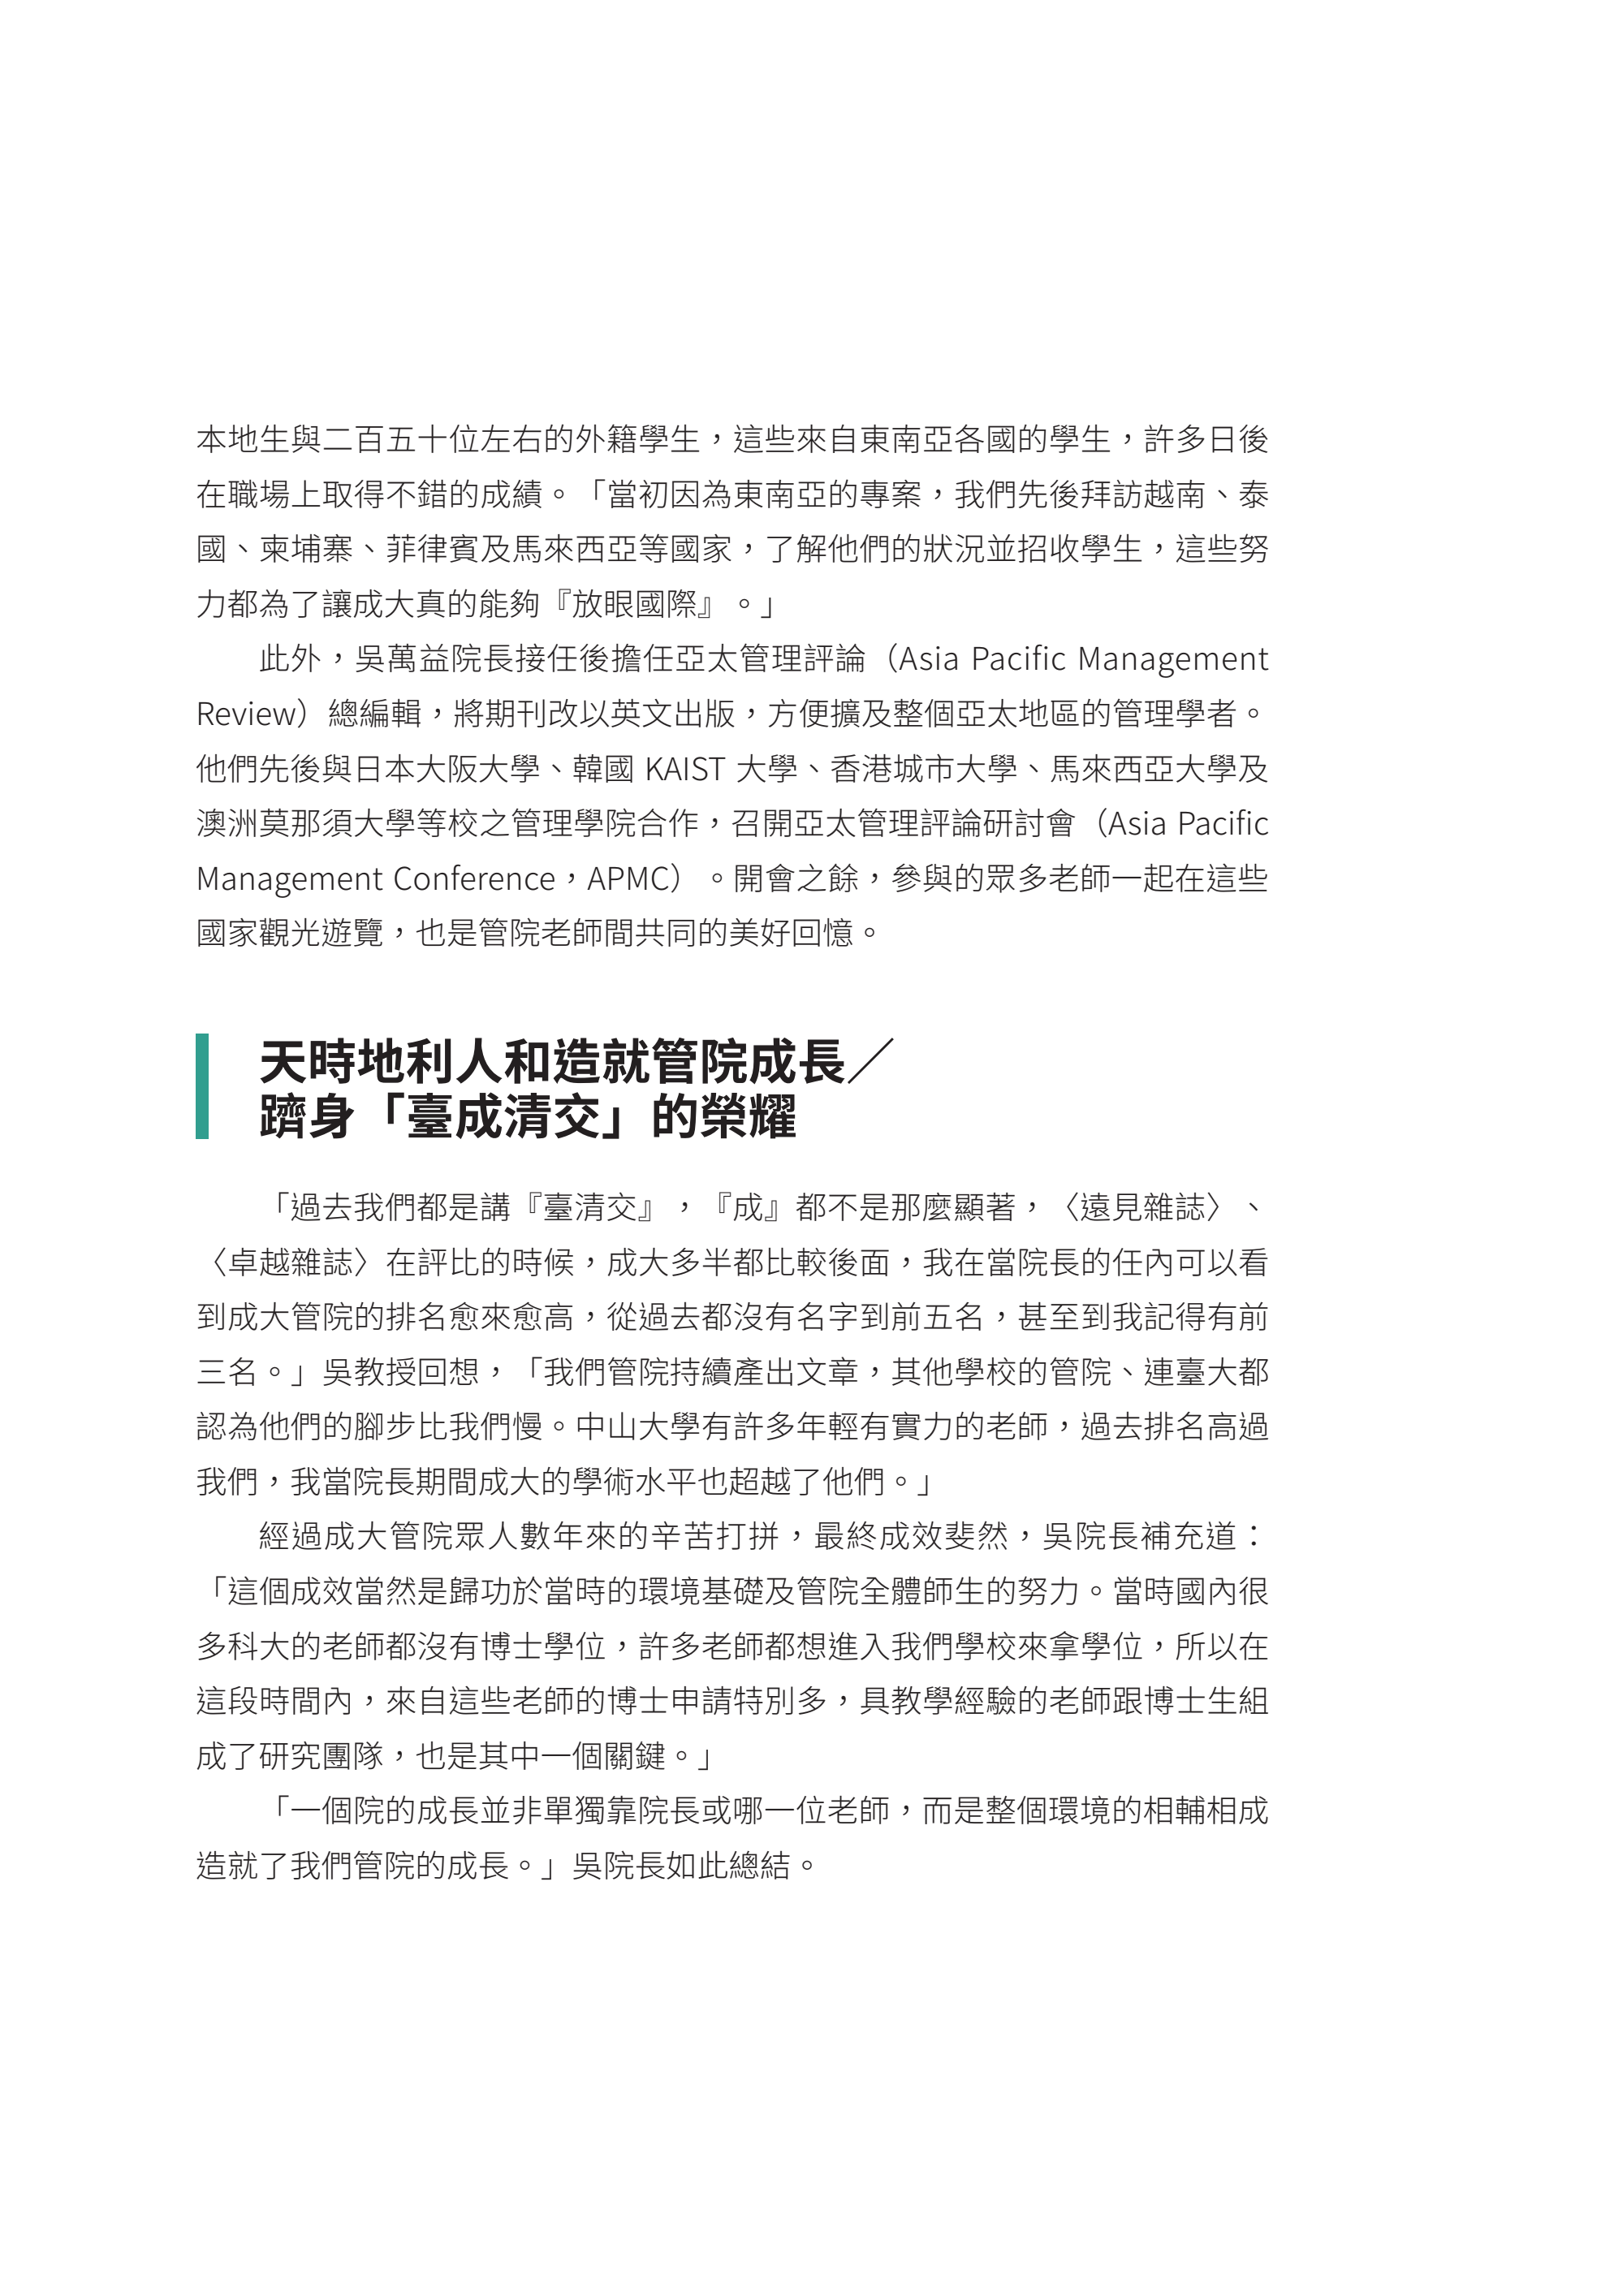 本地生與二百五十位左右的外籍學生，這些來自東南亞各國的學生，許多日後
在職場上取得不錯的成績。「當初因為東南亞的專案，我們先後拜訪越南、泰
國、柬埔寨、菲律賓及馬來西亞等國家，了解他們的狀況並招收學生，這些努
力都為了讓成大真的能夠『放眼國際』。」
此外，吳萬益院長接任後擔任亞太管理評論（Asia Pacific Management
Review）總編輯，將期刊改以英文出版，方便擴及整個亞太地區的管理學者。
他們先後與日本大阪大學、韓國 KAIST 大學、香港城市大學、馬來西亞大學及
澳洲莫那須大學等校之管理學院合作，召開亞太管理評論研討會（Asia Pacific
Management Conference，APMC）。開會之餘，參與的眾多老師一起在這些
國家觀光遊覽，也是管院老師間共同的美好回憶。
天時地利人和造就管院成長／
躋身「臺成清交」的榮耀
「過去我們都是講『臺清交』，『成』都不是那麼顯著，〈遠見雜誌〉、
〈卓越雜誌〉在評比的時候，成大多半都比較後面，我在當院長的任內可以看
到成大管院的排名愈來愈高，從過去都沒有名字到前五名，甚至到我記得有前
三名。」吳教授回想，「我們管院持續產出文章，其他學校的管院、連臺大都
認為他們的腳步比我們慢。中山大學有許多年輕有實力的老師，過去排名高過
我們，我當院長期間成大的學術水平也超越了他們。」
經過成大管院眾人數年來的辛苦打拼，最終成效斐然，吳院長補充道：
「這個成效當然是歸功於當時的環境基礎及管院全體師生的努力。當時國內很
多科大的老師都沒有博士學位，許多老師都想進入我們學校來拿學位，所以在
這段時間內，來自這些老師的博士申請特別多，具教學經驗的老師跟博士生組
成了研究團隊，也是其中一個關鍵。」
「一個院的成長並非單獨靠院長或哪一位老師，而是整個環境的相輔相成
造就了我們管院的成長。」吳院長如此總結。